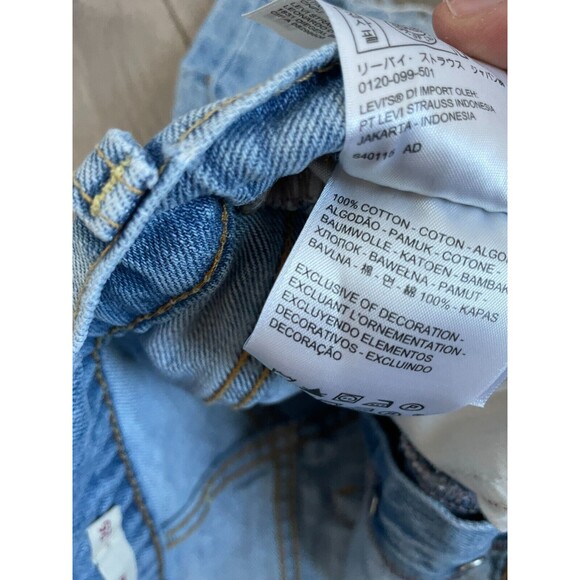 リーバイ・ストラウス ジャパン
0120-099-501
LEVI'S® DI IMPORT OLEH:
PT LEVI STRAUSS INDONESIA
JAKARTA - INDONESIA
AD
100% COTTON - COTON - ALGO
ALGODÃO - PAMUK - COTONE -
BAUMWOLLE - KATOEN - BAMBAK
ХЛОПОК - BAWEŁNA - PAMUT -
BAVLNA - 棉 - 면 - 綿 100% - KAPAS
EXCLUSIVE OF DECORATION -
EXCLUANT L'ORNEMENTATION -
EXCLUYENDO ELEMENTOS
DECORATIVOS - EXCLUINDO
DECORAÇÃO